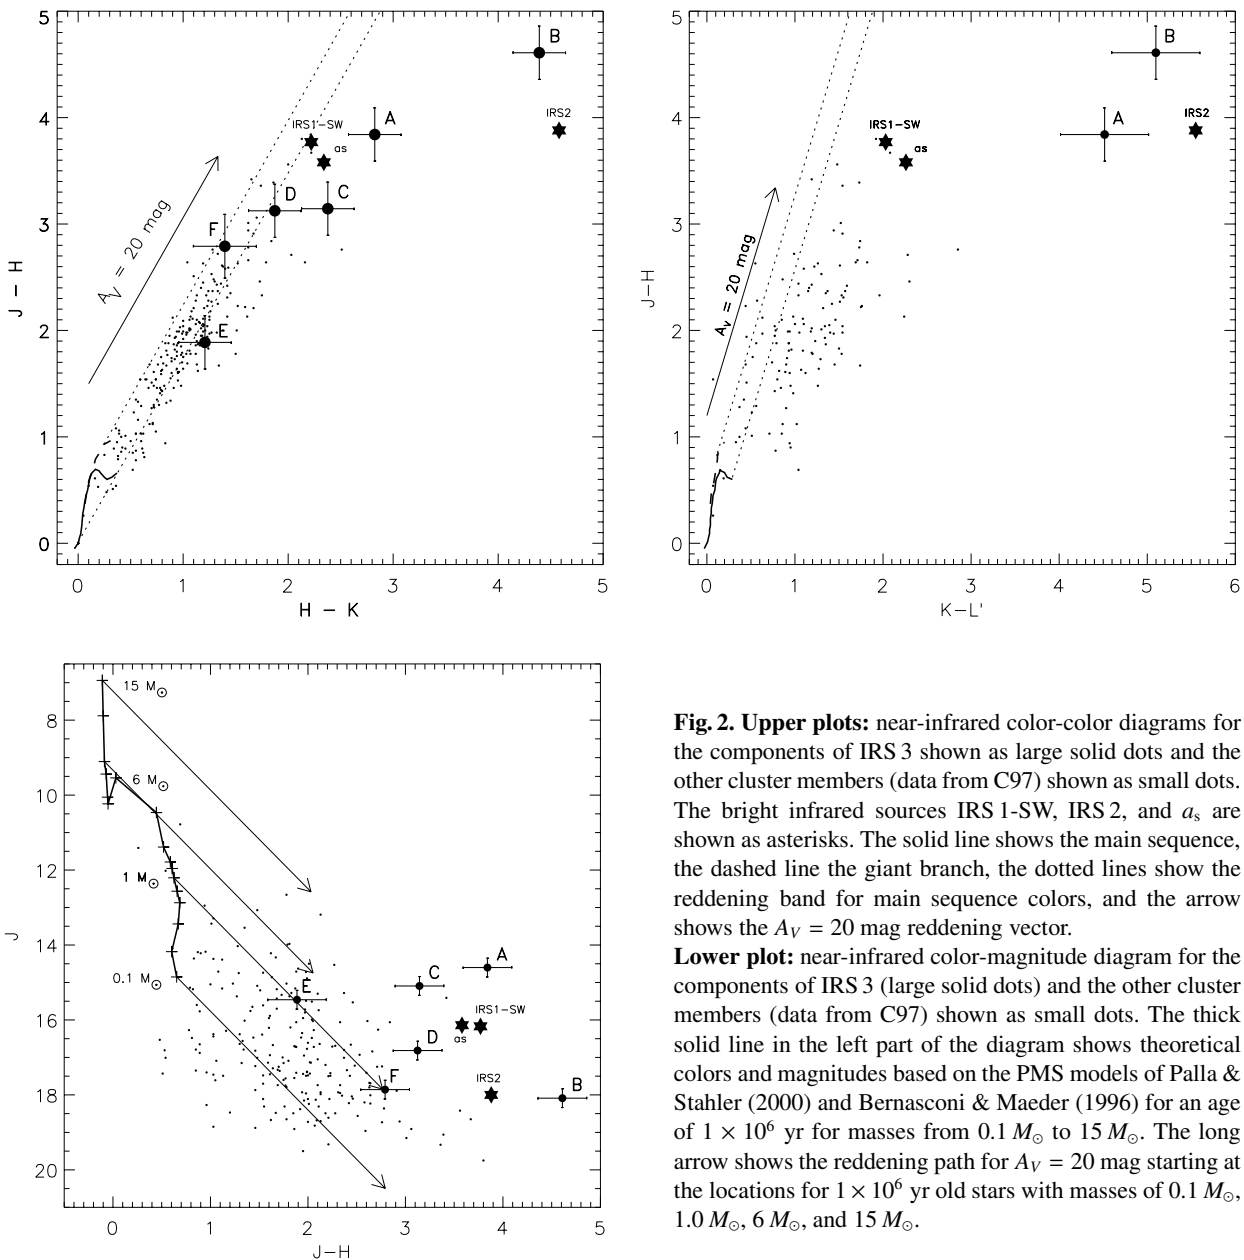 5
4
3
2
1
0
J - H
0 1 2 3 4 5
H - K
A_V = 20 mag
IRS1-SW
as
IRS2
A
B
C
D
E
F
5
4
3
2
1
0
J-H
0 1 2 3 4 5 6
K-L'
A_V = 20 mag
IRS1-SW
as
IRS2
A
B
8
10
12
14
16
18
20
J
0 1 2 3 4 5
J-H
15 M⊙
6 M⊙
1 M⊙
0.1 M⊙
A
C
E
IRS1-SW
as
D
F
IRS2
B
Fig. 2. Upper plots: near-infrared color-color diagrams for
the components of IRS 3 shown as large solid dots and the
other cluster members (data from C97) shown as small dots.
The bright infrared sources IRS 1-SW, IRS 2, and a_s are
shown as asterisks. The solid line shows the main sequence,
the dashed line the giant branch, the dotted lines show the
reddening band for main sequence colors, and the arrow
shows the A_V = 20 mag reddening vector.
Lower plot: near-infrared color-magnitude diagram for the
components of IRS 3 (large solid dots) and the other cluster
members (data from C97) shown as small dots. The thick
solid line in the left part of the diagram shows theoretical
colors and magnitudes based on the PMS models of Palla &
Stahler (2000) and Bernasconi & Maeder (1996) for an age
of 1 × 10⁶ yr for masses from 0.1 M⊙ to 15 M⊙. The long
arrow shows the reddening path for A_V = 20 mag starting at
the locations for 1 × 10⁶ yr old stars with masses of 0.1 M⊙,
1.0 M⊙, 6 M⊙, and 15 M⊙.